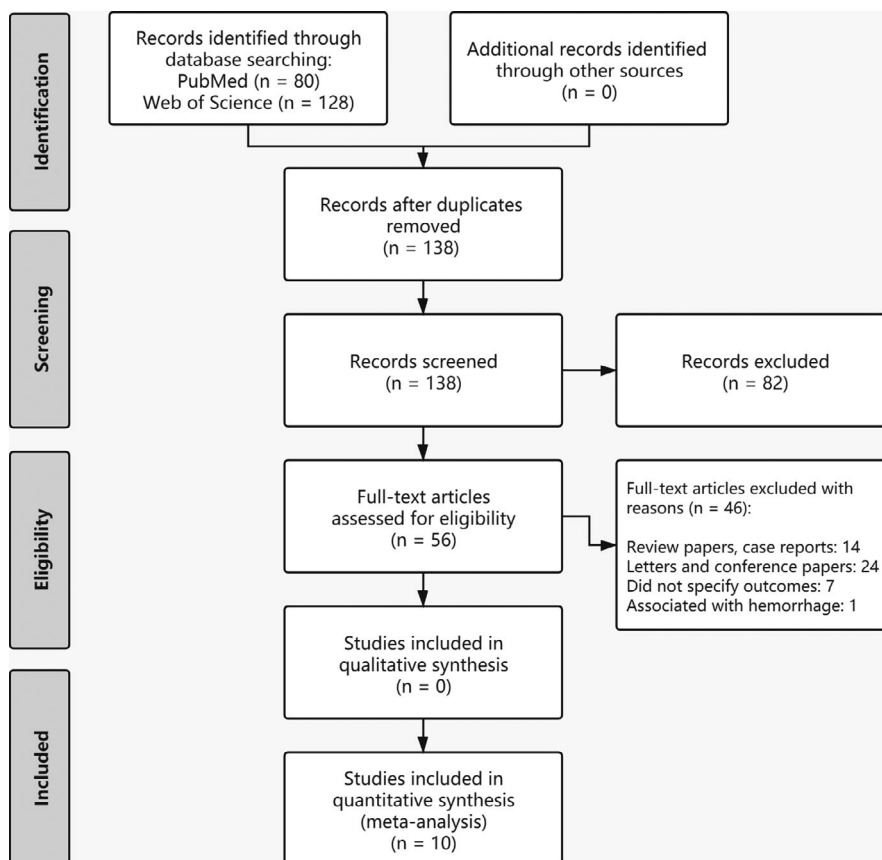 Identification
Records identified through
database searching:
PubMed (n = 80)
Web of Science (n = 128)
Additional records identified
through other sources
(n = 0)
Records after duplicates
removed
(n = 138)
Screening
Records screened
(n = 138)
Records excluded
(n = 82)
Eligibility
Full-text articles
assessed for eligibility
(n = 56)
Full-text articles excluded with
reasons (n = 46):
Review papers, case reports: 14
Letters and conference papers: 24
Did not specify outcomes: 7
Associated with hemorrhage: 1
Studies included in
qualitative synthesis
(n = 0)
Included
Studies included in
quantitative synthesis
(meta-analysis)
(n = 10)